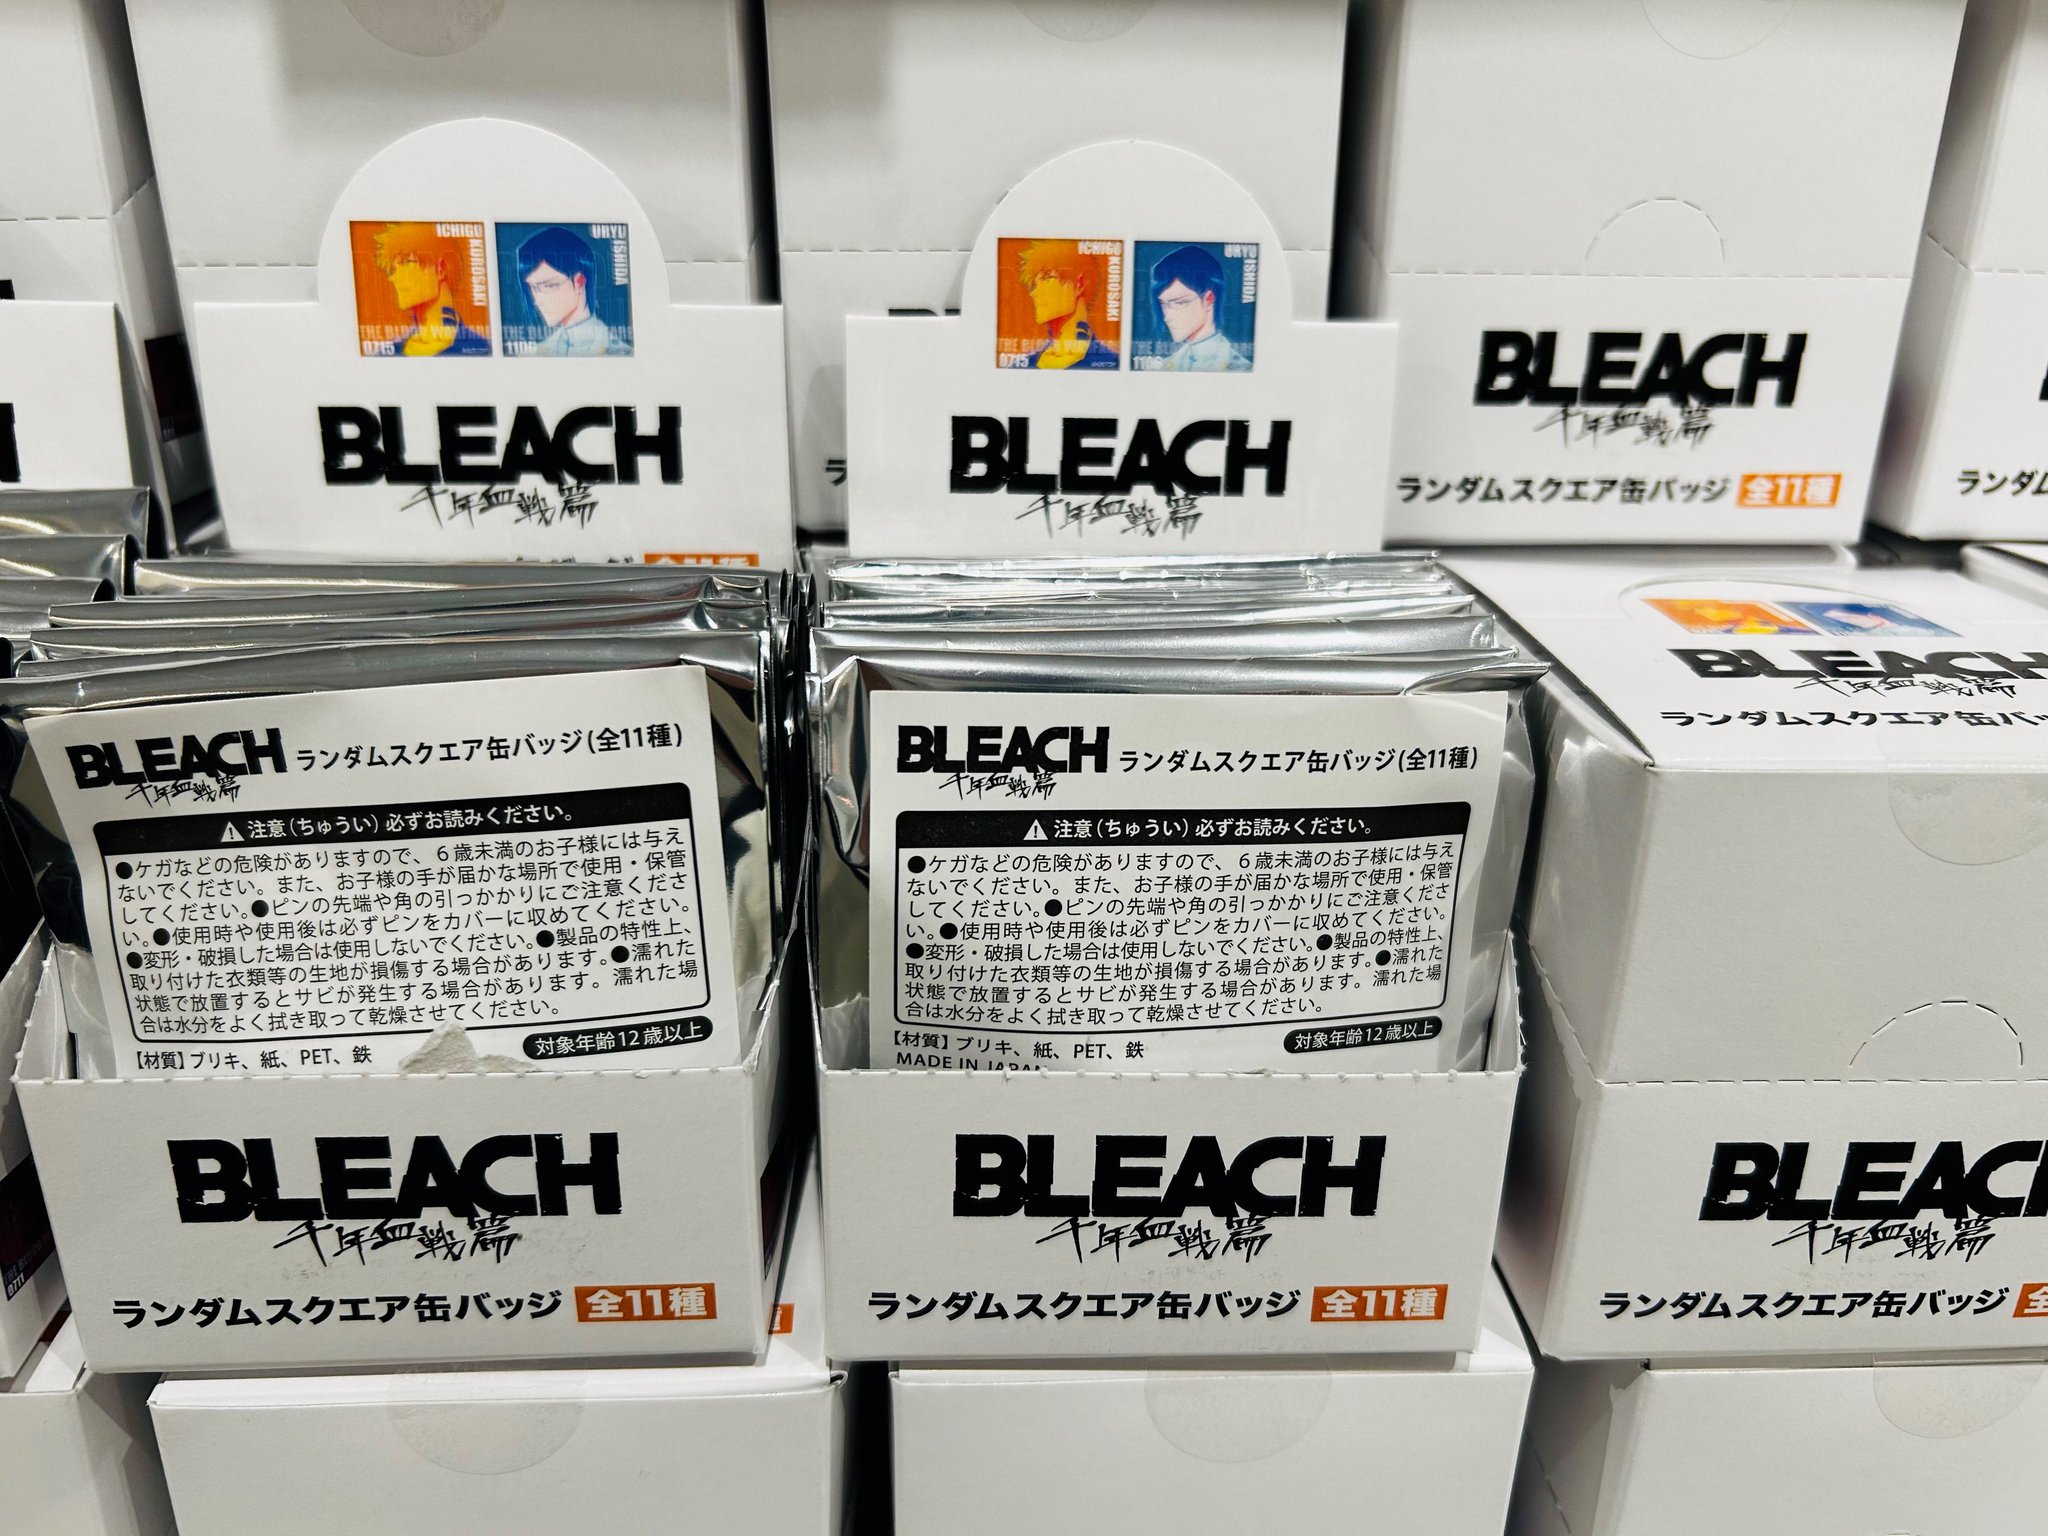 ICHIGO KUROSAKI
THE BLOOD WARFARE
0715
URYU ISHIDA
THE BLOOD WARFARE
1106
BLEACH
千年血戦篇
全11種
ICHIGO KUROSAKI
THE BLOOD WARFARE
0715
URYU ISHIDA
THE BLOOD WARFARE
1106
BLEACH
千年血戦篇
BLEACH
千年血戦篇
ランダムスクエア缶バッジ 全11種
ランダム
BLEACH
千年血戦篇
ランダムスクエア缶バッ
BLEACH
千年血戦篇
ランダムスクエア缶バッジ(全11種)
注意(ちゅうい)必ずお読みください。
●ケガなどの危険がありますので、6歳未満のお子様には与え
ないでください。また、お子様の手が届かな場所で使用・保管
してください。●ピンの先端や角の引っかかりにご注意くださ
い。●使用時や使用後は必ずピンをカバーに収めてください。
●変形・破損した場合は使用しないでください。●製品の特性上、
取り付けた衣類等の生地が損傷する場合があります。●濡れた
状態で放置するとサビが発生する場合があります。濡れた場
合は水分をよく拭き取って乾燥させてください。
対象年齢12歳以上
【材質】ブリキ、紙、PET、鉄
BLEACH
千年血戦篇
ランダムスクエア缶バッジ(全11種)
注意(ちゅうい)必ずお読みください。
●ケガなどの危険がありますので、6歳未満のお子様には与え
ないでください。また、お子様の手が届かな場所で使用・保管
してください。●ピンの先端や角の引っかかりにご注意くださ
い。●使用時や使用後は必ずピンをカバーに収めてください。
●変形・破損した場合は使用しないでください。●製品の特性上、
取り付けた衣類等の生地が損傷する場合があります。●濡れた
状態で放置するとサビが発生する場合があります。濡れた場
合は水分をよく拭き取って乾燥させてください。
対象年齢12歳以上
【材質】ブリキ、紙、PET、鉄
MADE IN JAPAN
BLEACH
千年血戦篇
ランダムスクエア缶バッジ 全11種
BLEACH
千年血戦篇
ランダムスクエア缶バッジ 全11種
BLEACH
千年血戦篇
ランダムスクエア缶バッジ 全
0711